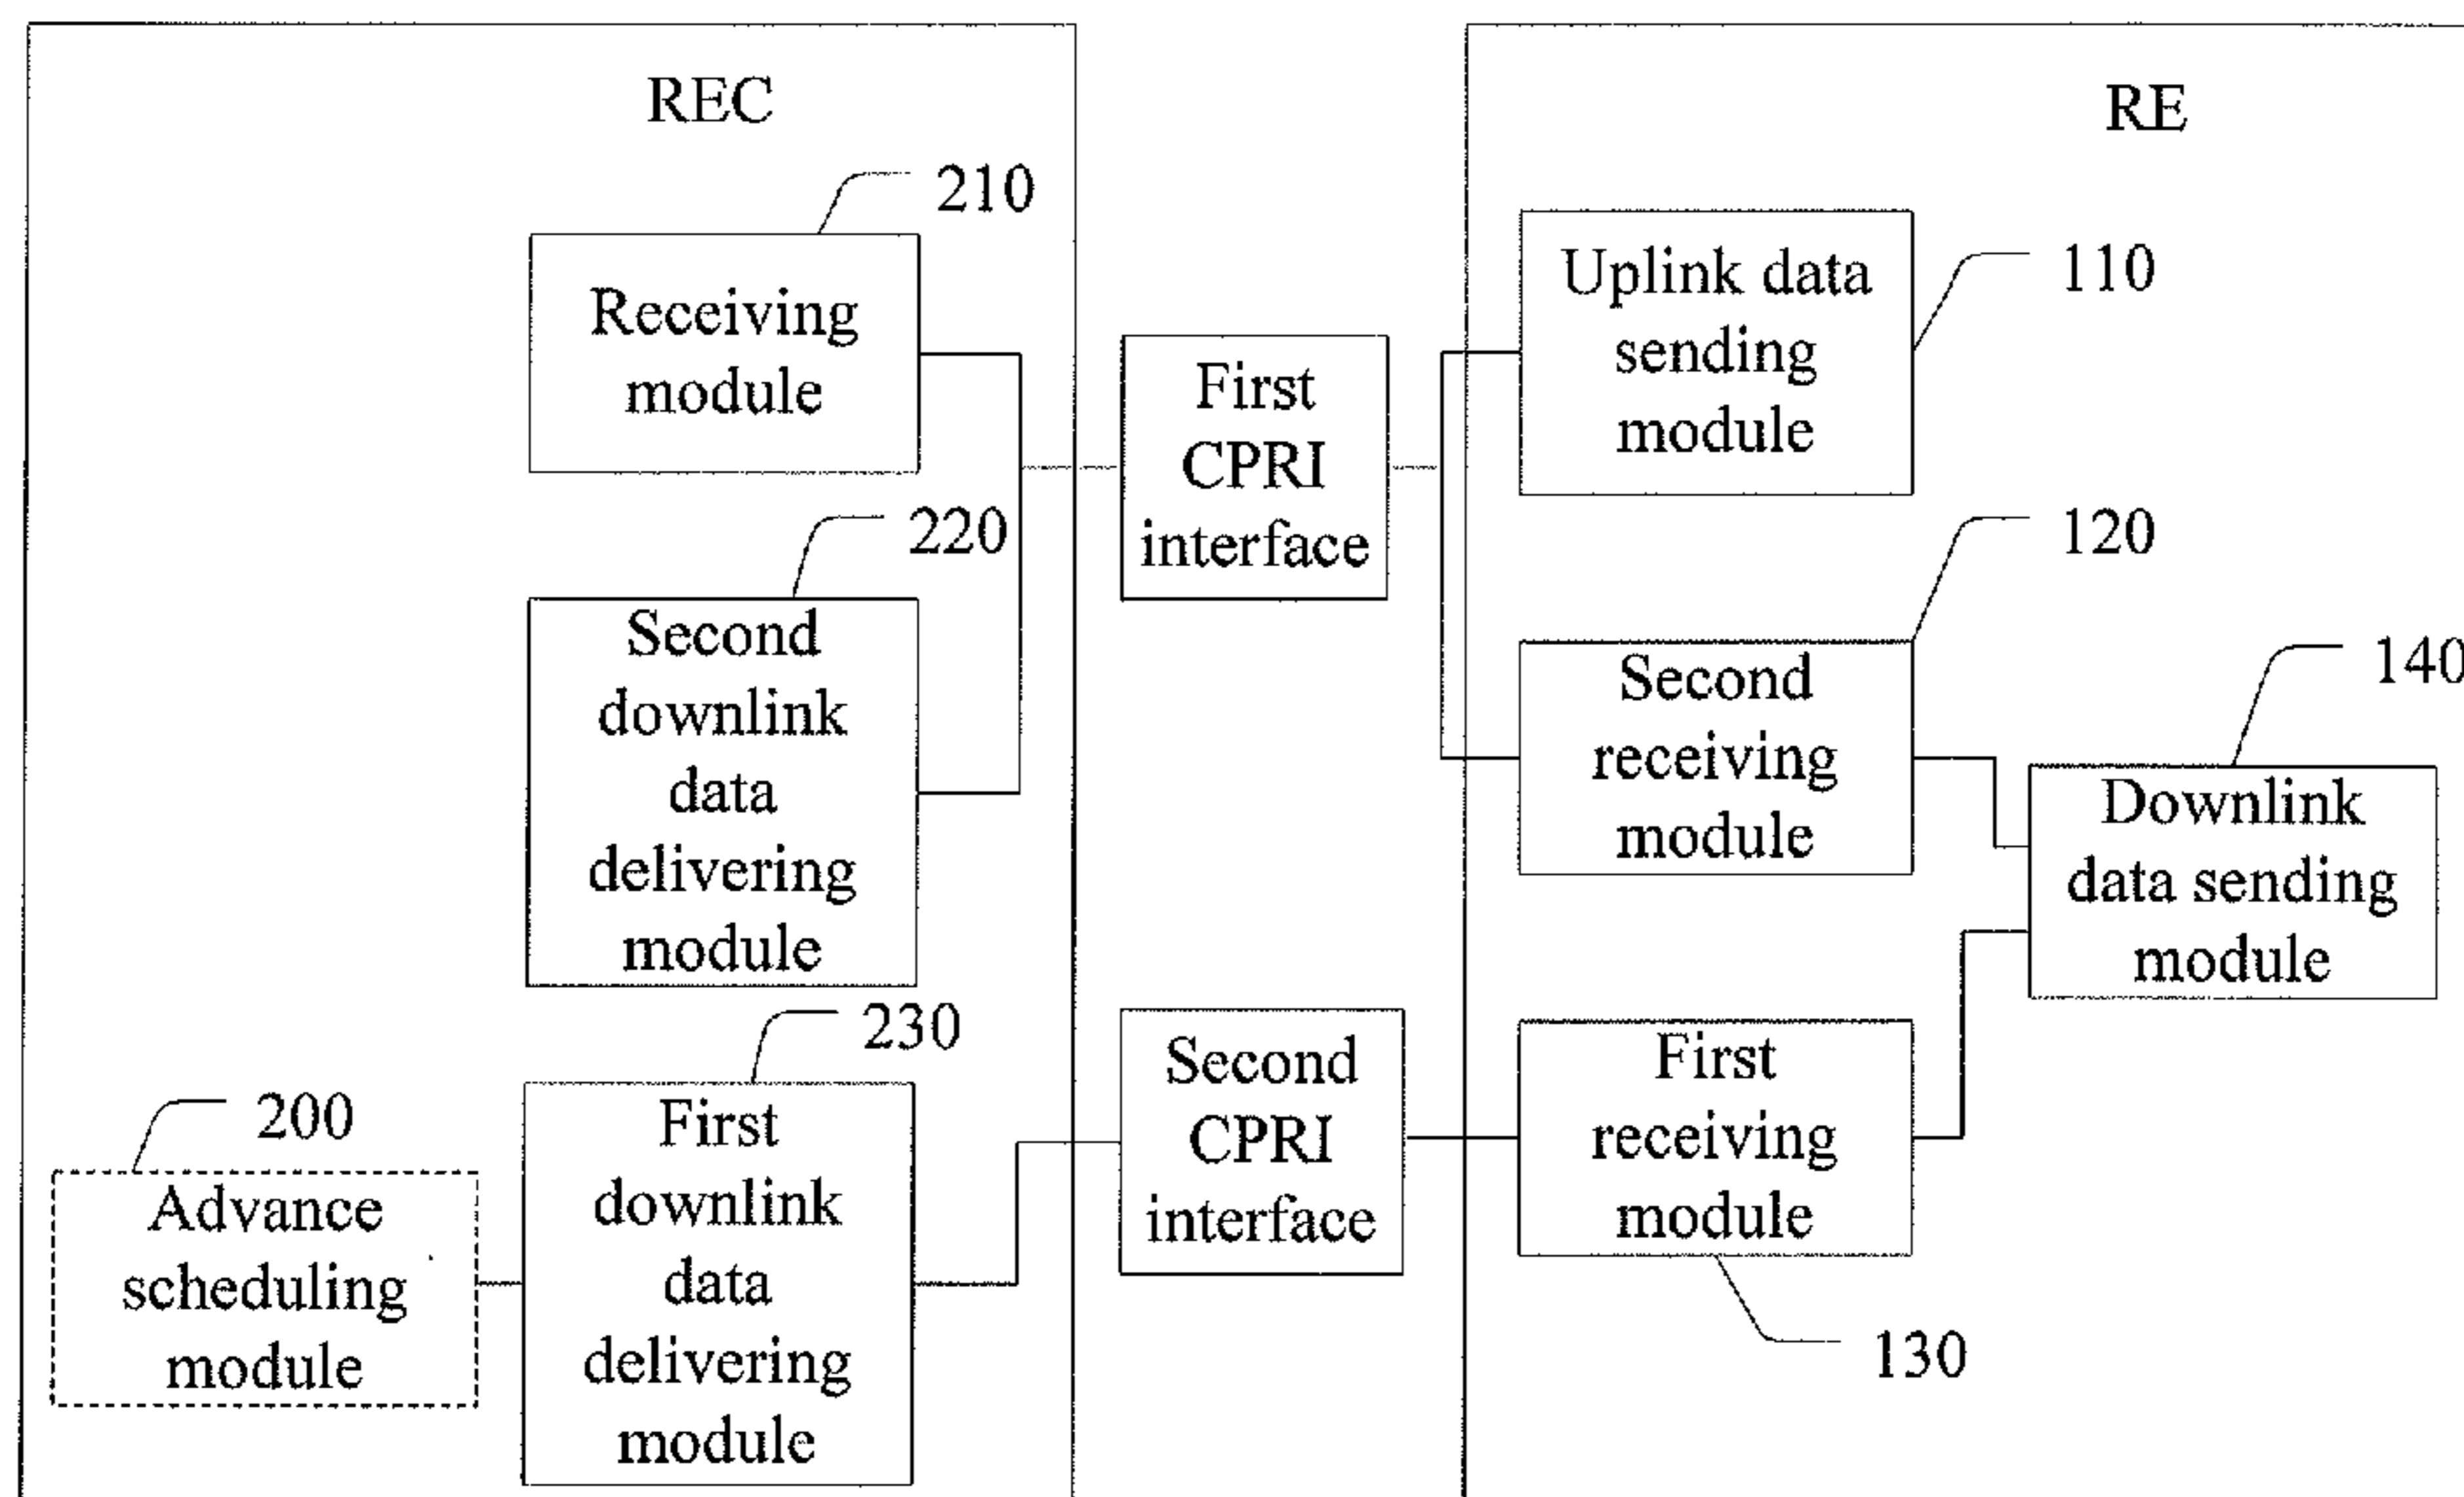 REC
210
Receiving
module
220
Second
downlink
data
delivering
module
230
First
downlink
data
delivering
module
200
Advance
scheduling
module
First
CPRI
interface
Second
CPRI
interface
RE
Uplink data
sending
module
110
120
Second
receiving
module
140
Downlink
data sending
module
First
receiving
module
130